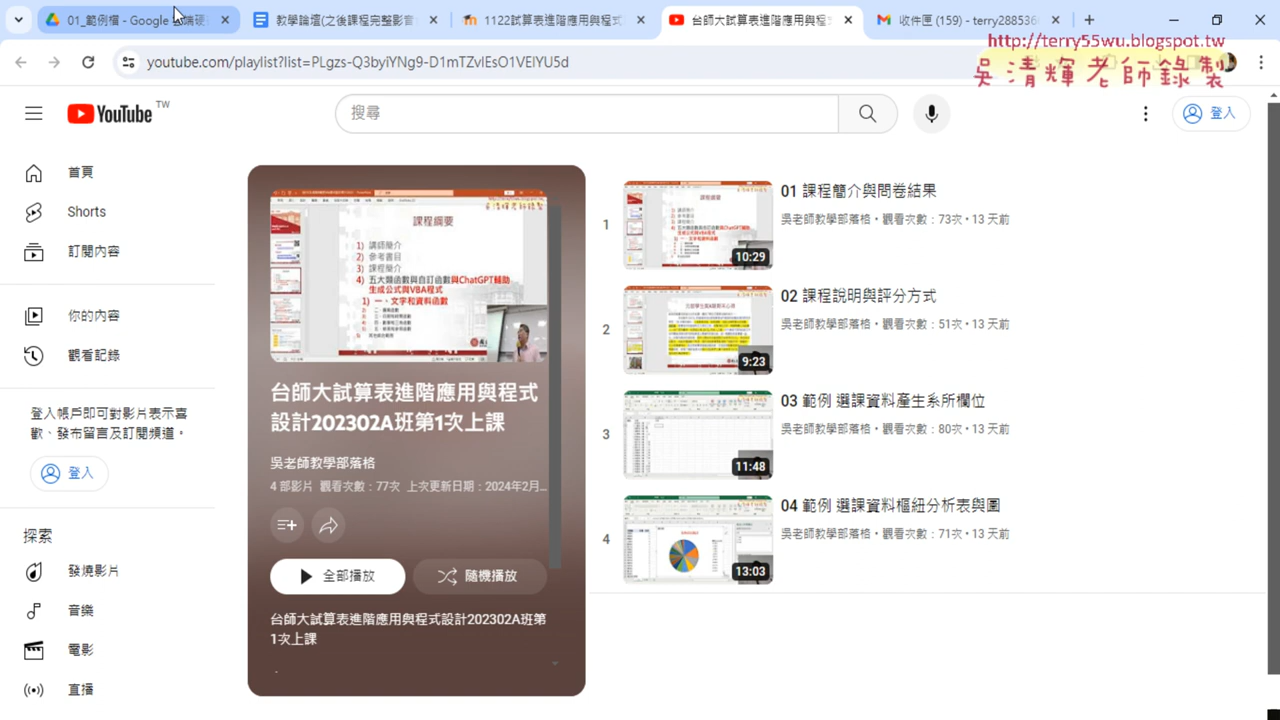 01_範例檔 - Google 雲端硬
教學論壇(之後課程完整影音
1122試算表進階應用與程式
台師大試算表進階應用與程式
收件匣 (159) - terry288536
http://terry55wu.blogspot.tw
youtube.com/playlist?list=PLgzs-Q3byiYNg9-D1mTZvIEsO1VEIYU5d
吳清輝老師錄製
YouTube TW
搜尋
登入
首頁
Shorts
訂閱內容
你的內容
觀看記錄
登入帳戶即可對影片表示喜
歡、發布留言及訂閱頻道。
登入
探索
發燒影片
音樂
電影
直播
課程綱要
1) 講師簡介
2) 參考書目
3) 課程簡介
4) 五大類函數與自訂函數與ChatGPT輔助
生成公式與VBA程式
1) 一、文字和資料函數
台師大試算表進階應用與程式
設計202302A班第1次上課
吳老師教學部落格
4 部影片 觀看次數：77次 上次更新日期：2024年2月...
全部播放
隨機播放
台師大試算表進階應用與程式設計202302A班第
1次上課
1
10:29
01 課程簡介與問卷結果
吳老師教學部落格 • 觀看次數：73次 • 13 天前
2
9:23
02 課程說明與評分方式
吳老師教學部落格 • 觀看次數：51次 • 13 天前
3
11:48
03 範例 選課資料產生系所欄位
吳老師教學部落格 • 觀看次數：80次 • 13 天前
4
13:03
04 範例 選課資料樞紐分析表與圖
吳老師教學部落格 • 觀看次數：71次 • 13 天前